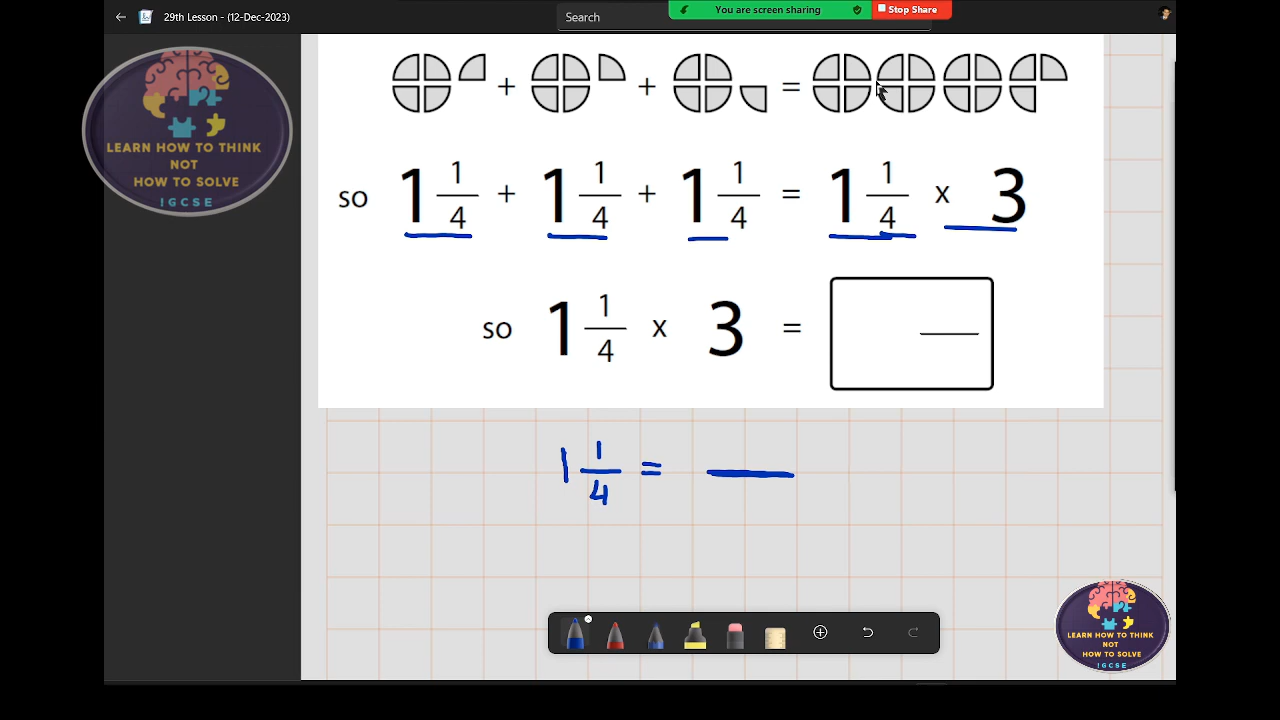 29th Lesson - (12-Dec-2023)
Search
You are screen sharing
Stop Share
LEARN HOW TO THINK
NOT
HOW TO SOLVE
!GCSE
+ + =
so 1 1/4 + 1 1/4 + 1 1/4 = 1 1/4 x 3
so 1 1/4 x 3 =
1 1/4 =
LEARN HOW TO THINK
NOT
HOW TO SOLVE
!GCSE